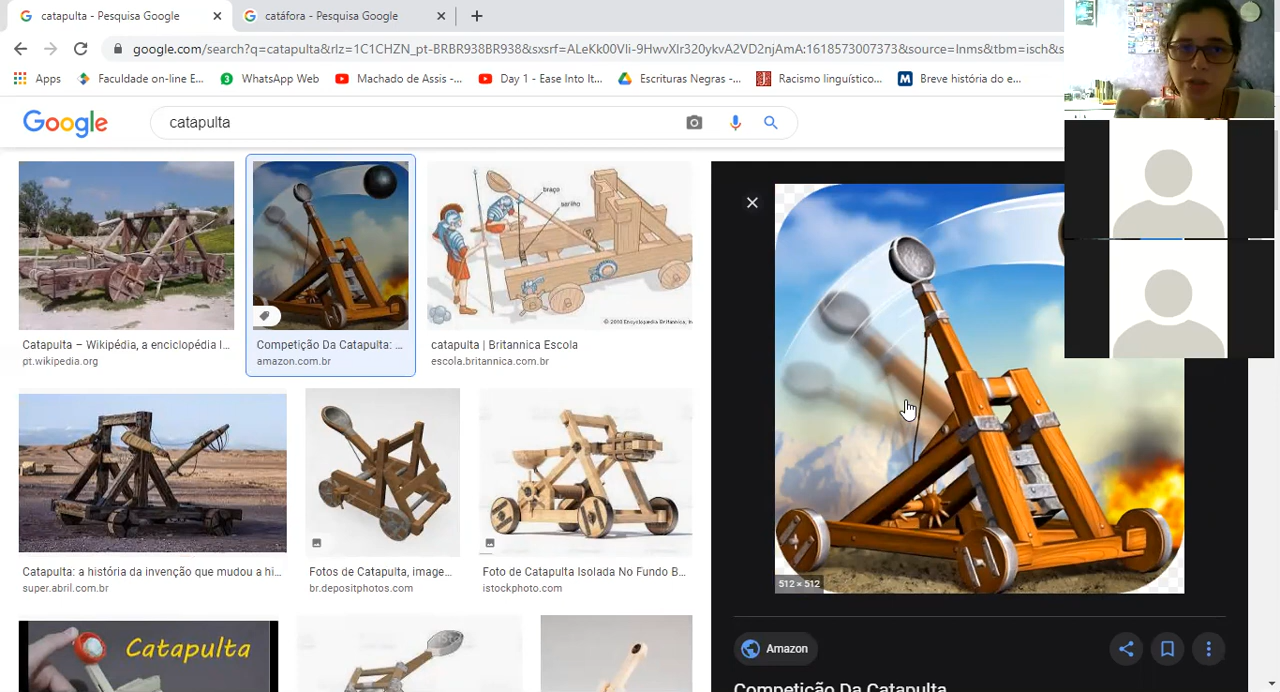 catapulta - Pesquisa Google
catáfora - Pesquisa Google
google.com/search?q=catapulta&rlz=1C1CHZN_pt-BRBR938BR938&sxsrf=ALeKk00Vli-9HwvXlr320ykvA2VD2njAmA:1618573007373&source=lnms&tbm=isch&s
Apps
Faculdade on-line E...
WhatsApp Web
Machado de Assis -...
Day 1 - Ease Into It...
Escrituras Negras -...
Racismo linguístico...
Breve história do e...
Google
catapulta
braço
sarilho
© 2010 Encyclopædia Britannica, In
Catapulta – Wikipédia, a enciclopédia l...
pt.wikipedia.org
Competição Da Catapulta: ...
amazon.com.br
catapulta | Britannica Escola
escola.britannica.com.br
Catapulta: a história da invenção que mudou a hi...
super.abril.com.br
Fotos de Catapulta, image...
br.depositphotos.com
Foto de Catapulta Isolada No Fundo B...
istockphoto.com
Catapulta
512 × 512
Amazon
Competição Da Catapulta